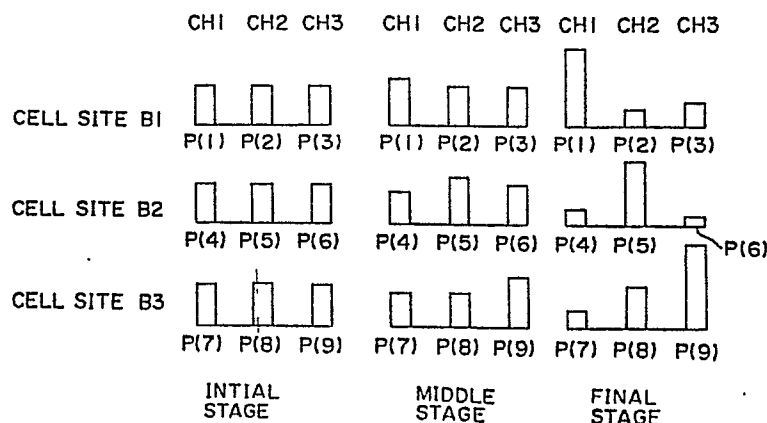 CH1 CH2 CH3 CH1 CH2 CH3 CH1 CH2 CH3
CELL SITE B1
P(1) P(2) P(3) P(1) P(2) P(3) P(1) P(2) P(3)
CELL SITE B2
P(4) P(5) P(6) P(4) P(5) P(6) P(4) P(5) P(6)
CELL SITE B3
P(7) P(8) P(9) P(7) P(8) P(9) P(7) P(8) P(9)
INTIAL MIDDLE FINAL
STAGE STAGE STAGE